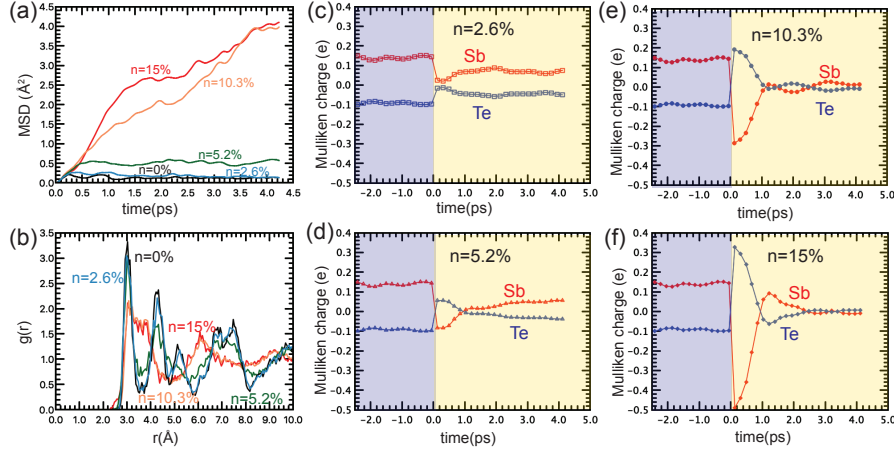 (a)
MSD (Å²)
4.5
4.0
3.5
3.0
2.5
2.0
1.5
1.0
0.5
0.0
n=15%
n=10.3%
n=5.2%
n=0%
n=2.6%
0.0 0.5 1.0 1.5 2.0 2.5 3.0 3.5 4.0 4.5
time(ps)
(b)
g(r)
3.5
3.0
2.5
2.0
1.5
1.0
0.5
0.0
n=0%
n=2.6%
n=15%
n=10.3%
n=5.2%
0.0 1.0 2.0 3.0 4.0 5.0 6.0 7.0 8.0 9.0 10.0
r(Å)
(c)
Mulliken charge (e)
0.5
0.4
0.3
0.2
0.1
0.0
-0.1
-0.2
-0.3
-0.4
-0.5
n=2.6%
Sb
Te
-2.0 -1.0 0.0 1.0 2.0 3.0 4.0 5.0
time(ps)
(d)
Mulliken charge (e)
0.5
0.4
0.3
0.2
0.1
0.0
-0.1
-0.2
-0.3
-0.4
-0.5
n=5.2%
Sb
Te
-2.0 -1.0 0.0 1.0 2.0 3.0 4.0 5.0
time(ps)
(e)
Mulliken charge (e)
0.5
0.4
0.3
0.2
0.1
0.0
-0.1
-0.2
-0.3
-0.4
-0.5
n=10.3%
Sb
Te
-2.0 -1.0 0.0 1.0 2.0 3.0 4.0 5.0
time(ps)
(f)
Mulliken charge (e)
0.5
0.4
0.3
0.2
0.1
0.0
-0.1
-0.2
-0.3
-0.4
-0.5
n=15%
Sb
Te
-2.0 -1.0 0.0 1.0 2.0 3.0 4.0 5.0
time(ps)